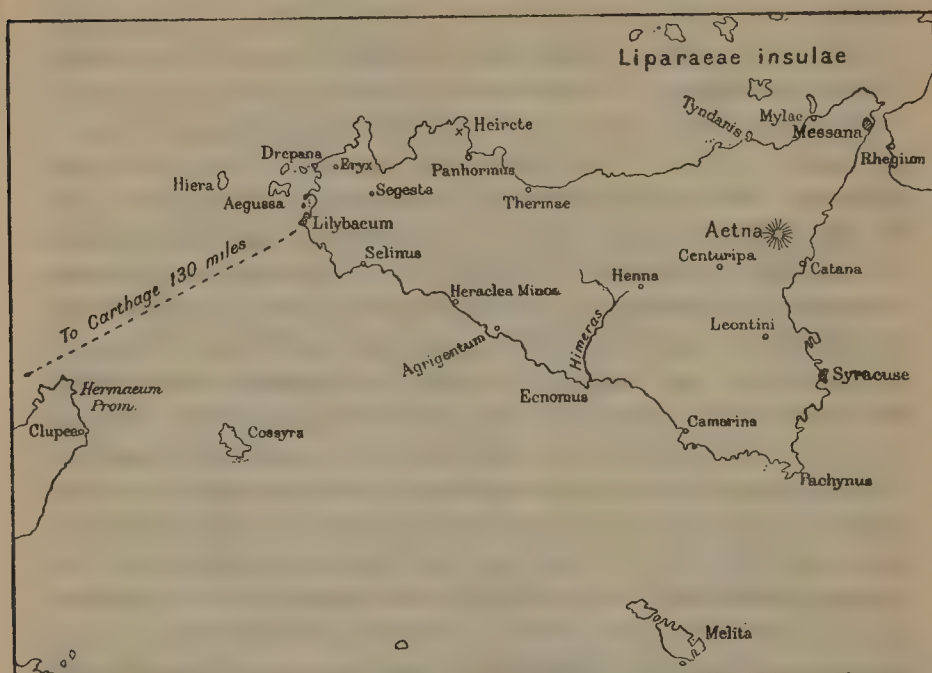 Liparaeae insulae
Tyndaris
Mylae
Messana
Rhegium
Heircte
Panhormus
Thermae
Drepana
Eryx
Hiera
Aegussa
Segesta
Lilybaeum
To Carthage 130 miles
Selinus
Heraclea Minoa
Agrigentum
Himeras
Henna
Aetna
Centuripa
Catana
Leontini
Syracuse
Ecnomus
Camarina
Pachynus
Hermaeum
Prom.
Clupea
Cossyra
Melita